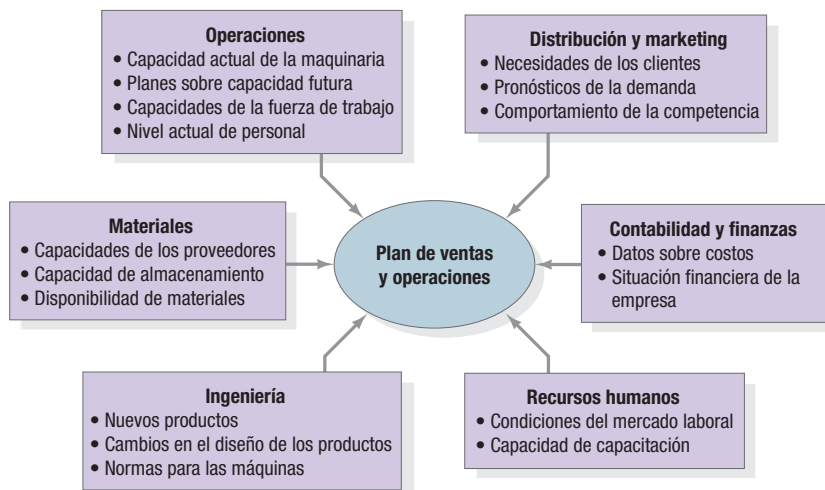 Operaciones
• Capacidad actual de la maquinaria
• Planes sobre capacidad futura
• Capacidades de la fuerza de trabajo
• Nivel actual de personal
Distribución y marketing
• Necesidades de los clientes
• Pronósticos de la demanda
• Comportamiento de la competencia
Materiales
• Capacidades de los proveedores
• Capacidad de almacenamiento
• Disponibilidad de materiales
Plan de ventas
y operaciones
Contabilidad y finanzas
• Datos sobre costos
• Situación financiera de la
empresa
Ingeniería
• Nuevos productos
• Cambios en el diseño de los productos
• Normas para las máquinas
Recursos humanos
• Condiciones del mercado laboral
• Capacidad de capacitación